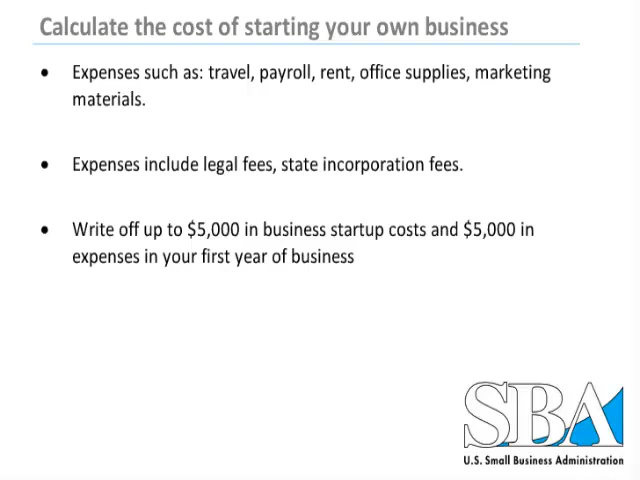 Calculate the cost of starting your own business
• Expenses such as: travel, payroll, rent, office supplies, marketing
materials.
• Expenses include legal fees, state incorporation fees.
• Write off up to $5,000 in business startup costs and $5,000 in
expenses in your first year of business
SBA
U.S. Small Business Administration